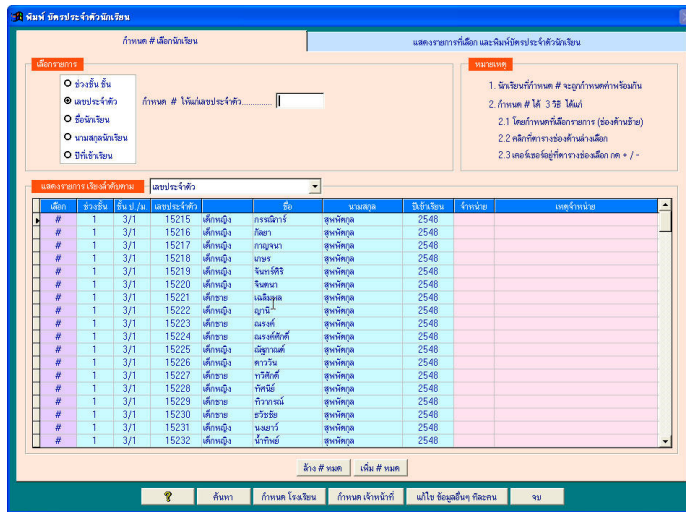 พิมพ์ บัตรประจำตัวนักเรียน
กำหนด # เลือกนักเรียน
แสดงรายการที่เลือก และพิมพ์บัตรประจำตัวนักเรียน
เลือกรายการ
ช่วงชั้น ชั้น
เลขประจำตัว
ชื่อนักเรียน
นามสกุลนักเรียน
ปีที่เข้าเรียน
กำหนด # ให้แก่เลขประจำตัว..............
หมายเหตุ
1. นักเรียนที่กำหนด # จะถูกกำหนดค่าพร้อมกัน
2. กำหนด # ได้ 3 วิธี ได้แก่
2.1 โดยกำหนดที่เลือกรายการ (ช่องด้านซ้าย)
2.2 คลิกที่ตารางช่องด้านล่างเลือก
2.3 เคอร์เซอร์อยู่ที่ตารางช่องเลือก กด + / -
แสดงรายการ เรียงลำดับตาม เลขประจำตัว
เลือก ช่วงชั้น ชั้น ป./ม. เลขประจำตัว ชื่อ นามสกุล ปีเข้าเรียน จำหน่าย เหตุจำหน่าย
# 1 3/1 15215 เด็กหญิง กรรณิการ์ สุพพัตกุล 2548
# 1 3/1 15216 เด็กหญิง กัลยา สุพพัตกุล 2548
# 1 3/1 15217 เด็กหญิง กาญจนา สุพพัตกุล 2548
# 1 3/1 15218 เด็กหญิง เกษร สุพพัตกุล 2548
# 1 3/1 15219 เด็กหญิง จันทร์ศิริ สุพพัตกุล 2548
# 1 3/1 15220 เด็กหญิง จินตนา สุพพัตกุล 2548
# 1 3/1 15221 เด็กชาย เฉลิมพล สุพพัตกุล 2548
# 1 3/1 15222 เด็กหญิง ญานี สุพพัตกุล 2548
# 1 3/1 15223 เด็กชาย ณรงค์ สุพพัตกุล 2548
# 1 3/1 15224 เด็กชาย ณรงค์ศักดิ์ สุพพัตกุล 2548
# 1 3/1 15225 เด็กหญิง ณัฐกาณต์ สุพพัตกุล 2548
# 1 3/1 15226 เด็กหญิง ดาววัน สุพพัตกุล 2548
# 1 3/1 15227 เด็กชาย ทวีศักดิ์ สุพพัตกุล 2548
# 1 3/1 15228 เด็กหญิง ทัศนีย์ สุพพัตกุล 2548
# 1 3/1 15229 เด็กชาย ทิวากรณ์ สุพพัตกุล 2548
# 1 3/1 15230 เด็กชาย ธวัชชัย สุพพัตกุล 2548
# 1 3/1 15231 เด็กหญิง นงเยาว์ สุพพัตกุล 2548
# 1 3/1 15232 เด็กหญิง น้ำทิพย์ สุพพัตกุล 2548
ล้าง # หมด เพิ่ม # หมด
? ค้นหา กำหนด โรงเรียน กำหนด เจ้าหน้าที่ แก้ไข ข้อมูลอื่นๆ ทีละคน จบ